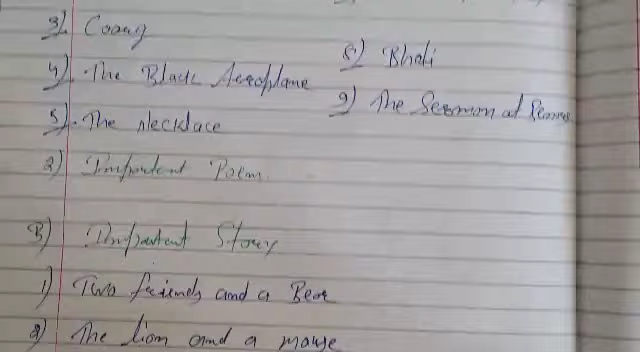 3). Coorg
8) Bholi
4). The Black Aeroplane
9) The Sermon at Benares
5). The Necklace
2) Important Poem
3) Important Story
1) Two friends and a Bear
2) The lion and a mouse